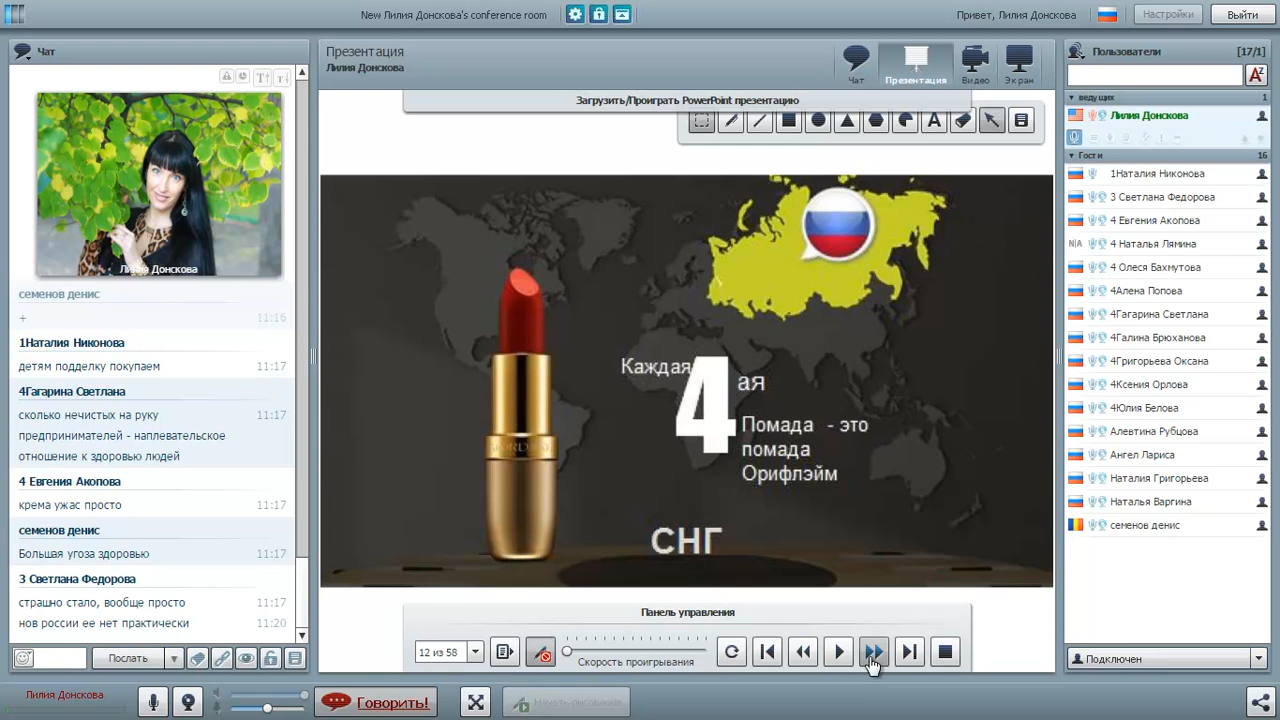 New Лилия Донскова's conference room
Привет, Лилия Донскова
Настройки
Выйти
Чат
Лилия Донскова
семенов денис
+ 11:16
1Наталия Никонова
детям подделку покупаем 11:17
4Гагарина Светлана
сколько нечистых на руку 11:17
предпринимателей - наплевательское
отношение к здоровью людей
4 Евгения Акопова
крема ужас просто 11:17
семенов денис
Большая угоза здоровью 11:17
3 Светлана Федорова
страшно стало, вообще просто 11:17
нов россии ее нет практически 11:20
Послать
Презентация
Лилия Донскова
Чат
Презентация
Видео
Экран
Загрузить/Проиграть PowerPoint презентацию
A
Каждая
4
ая
Помада - это
помада
Орифлэйм
СНГ
Панель управления
12 из 58
Скорость проигрывания
Пользователи [17/1]
AZ
ведущих 1
Лилия Донскова
Гости 16
1Наталия Никонова
3 Светлана Федорова
4 Евгения Акопова
N/A 4 Наталья Лямина
4 Олеся Бахмутова
4Алена Попова
4Гагарина Светлана
4Галина Брюханова
4Григорьева Оксана
4Ксения Орлова
4Юлия Белова
Алевтина Рубцова
Ангел Лариса
Наталия Григорьева
Наталья Варгина
семенов денис
Подключен
Лилия Донскова
Говорить!